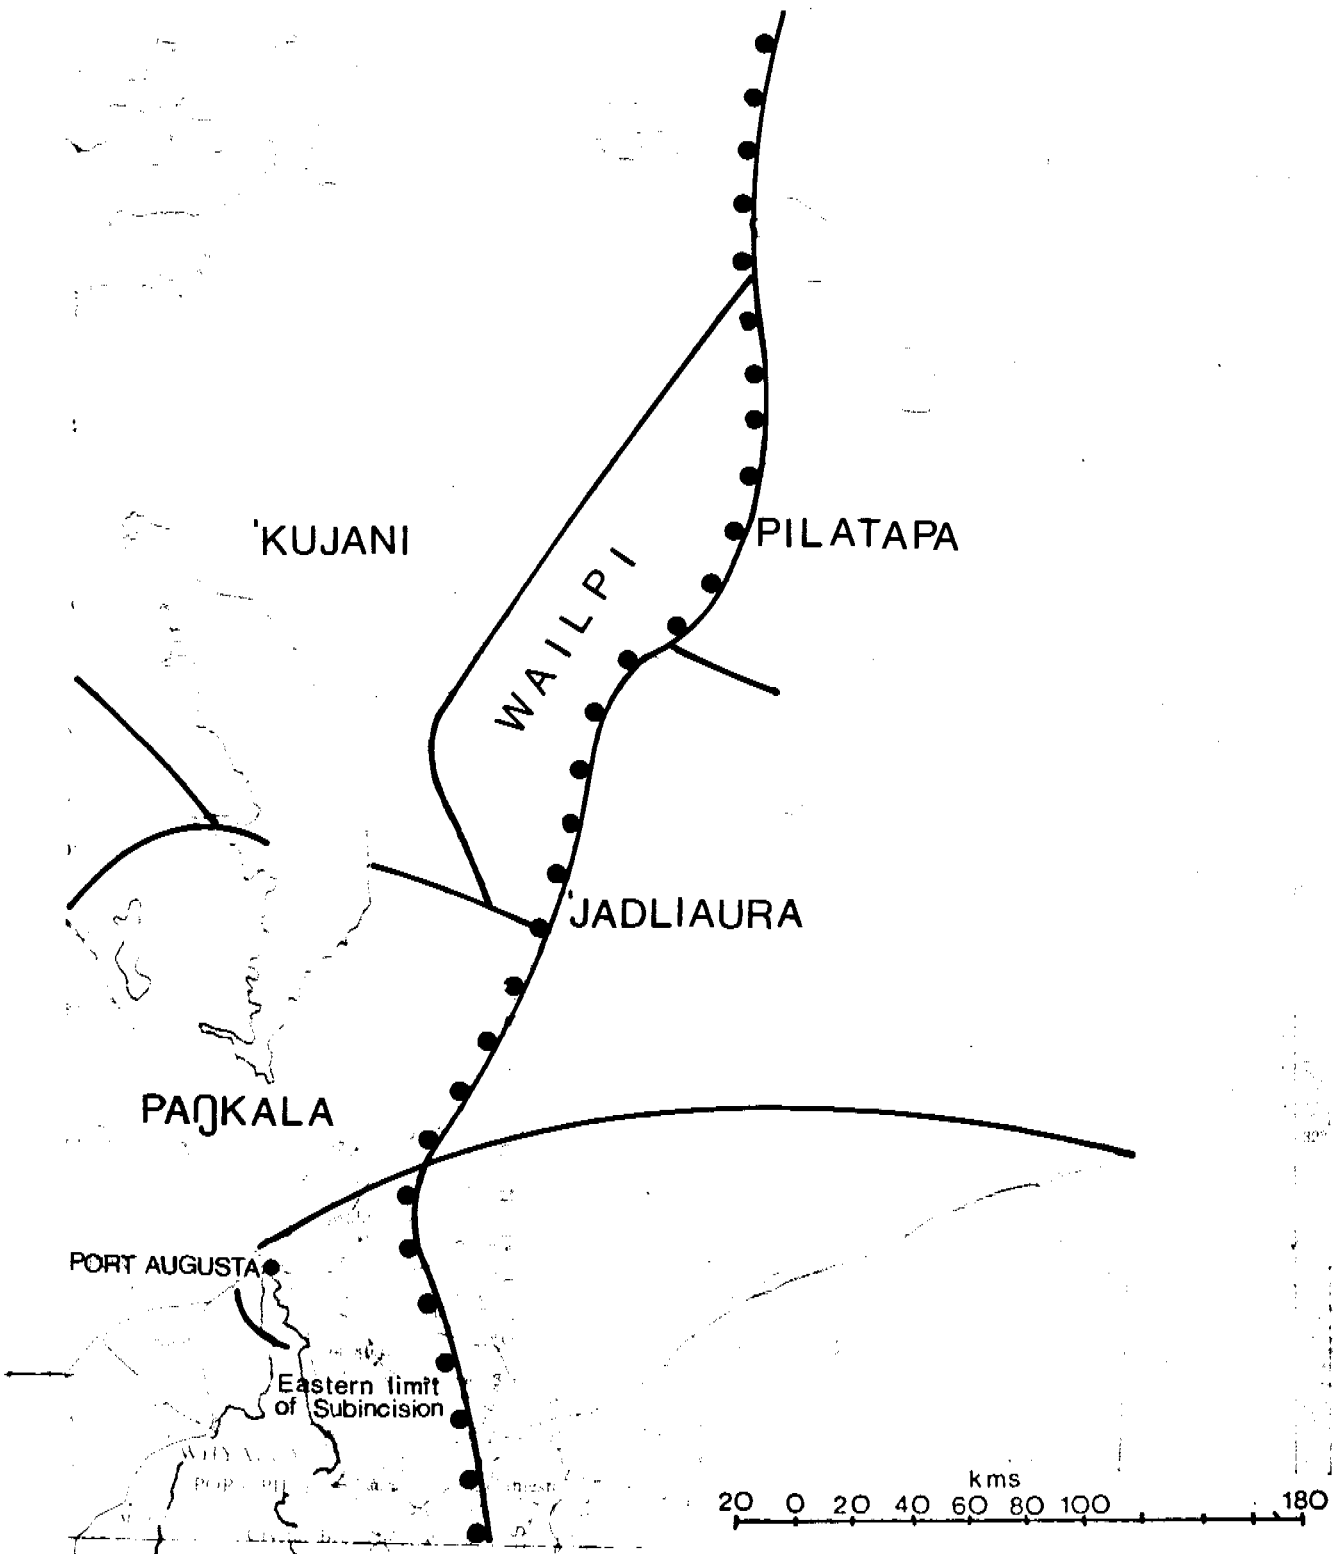 'KUJANI
PILATAPA
WAILPI
'JADLIAURA
PAŊKALA
PORT AUGUSTA
Eastern limit
of Subincision
kms
20 0 20 40 60 80 100 180